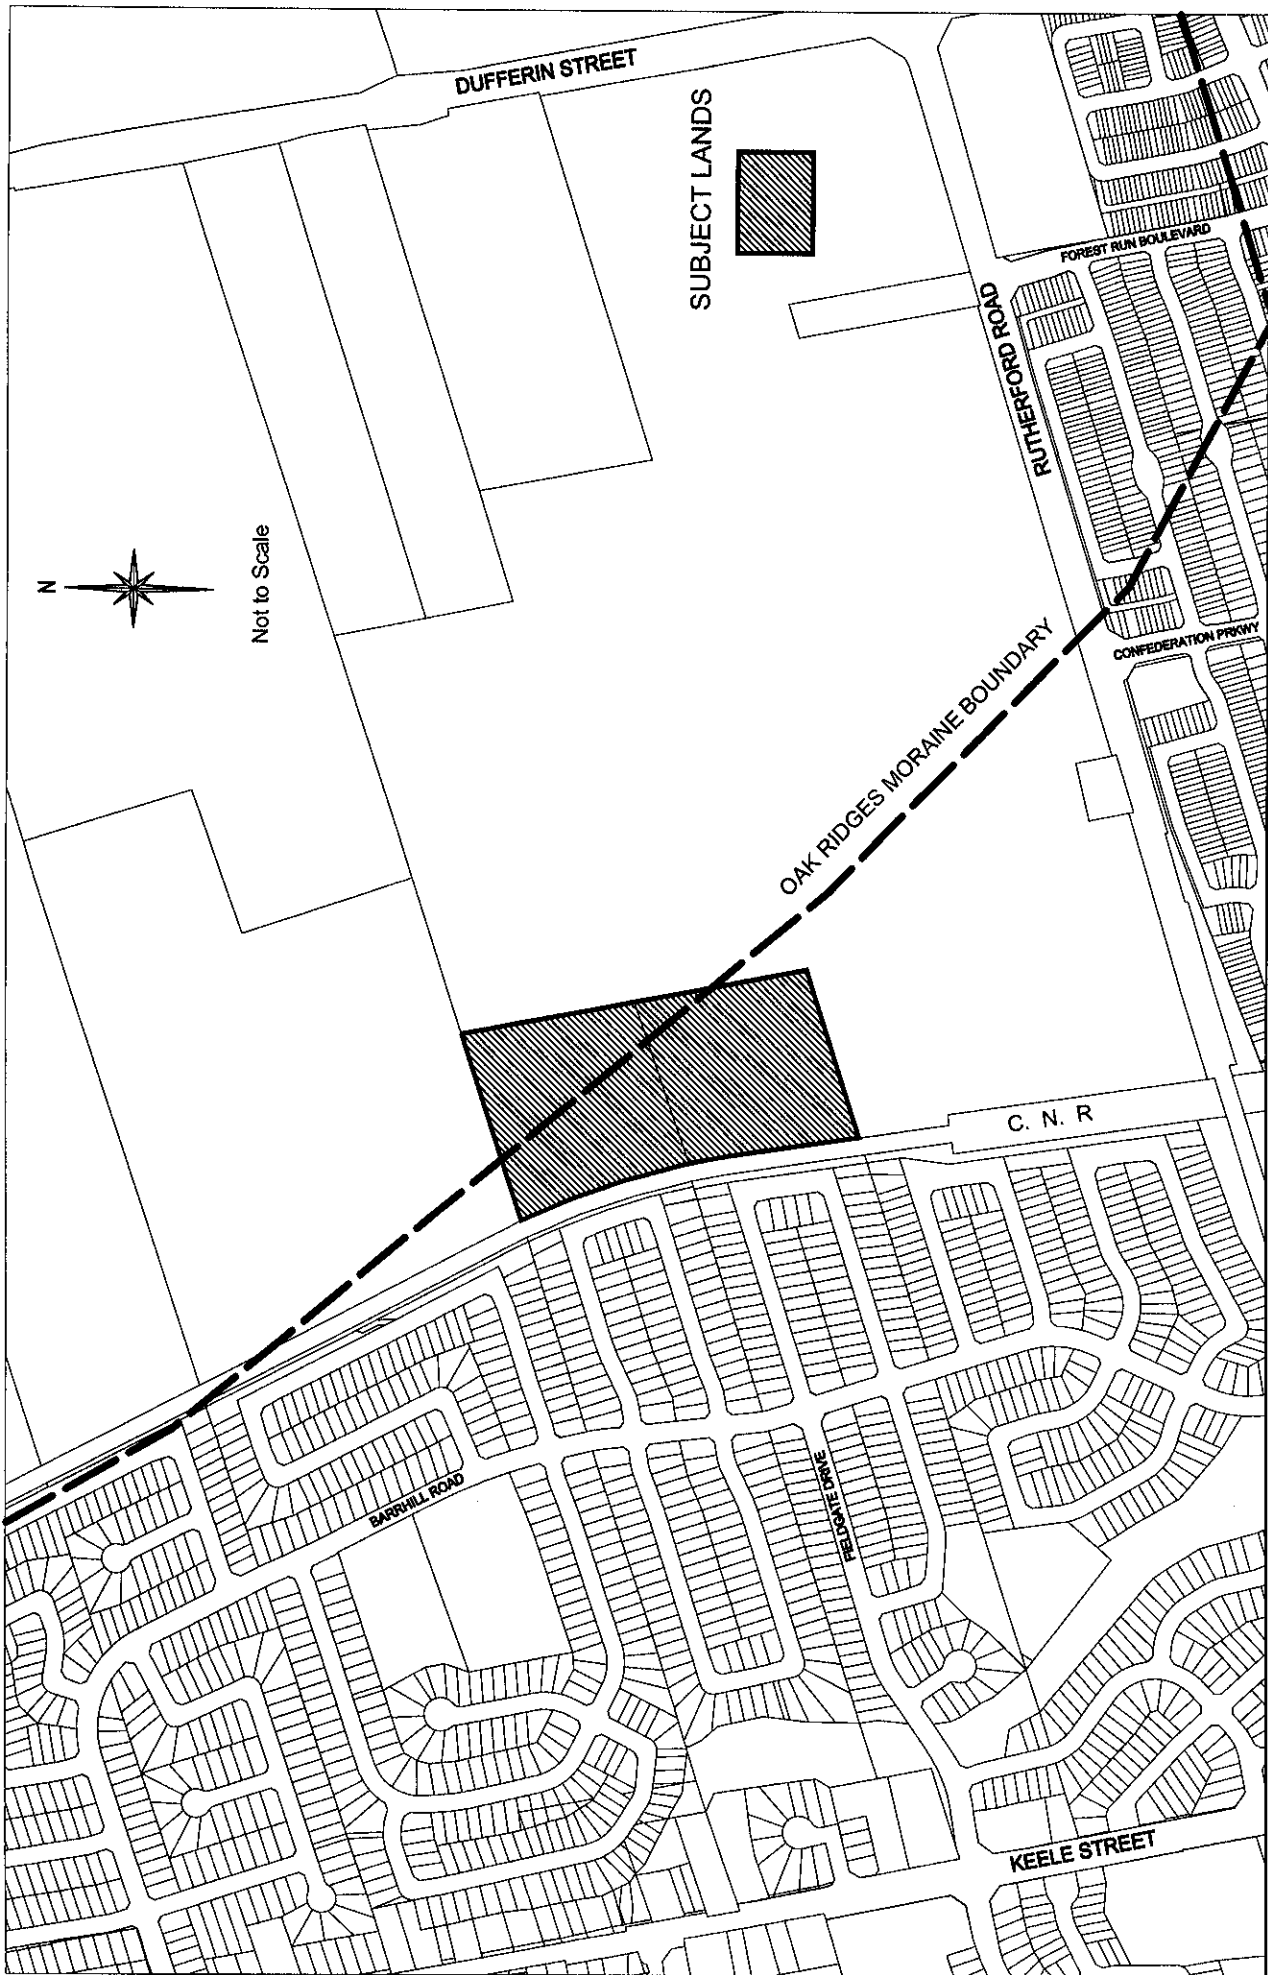 DUFFERIN STREET
SUBJECT LANDS
FOREST RUN BOULEVARD
RUTHERFORD ROAD
N
Not to Scale
CONFEDERATION PRKWY
OAK RIDGES MORAINE BOUNDARY
C. N. R
BARRHILL ROAD
FIELDGATE DRIVE
KEELE STREET